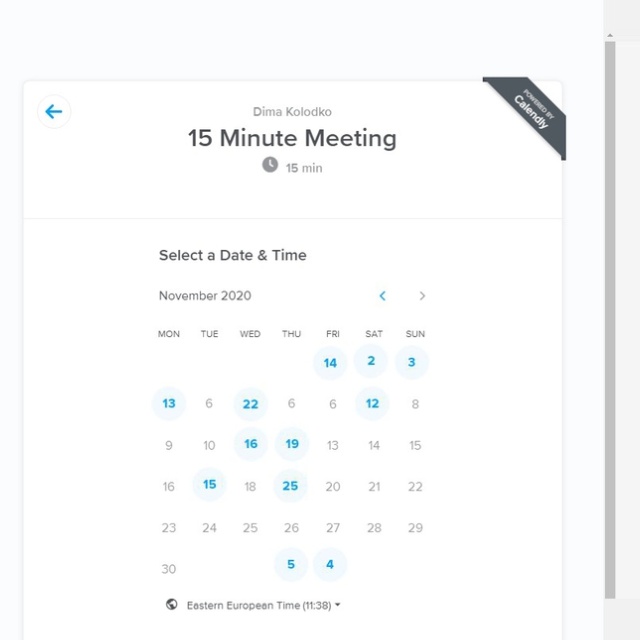 POWERED BY
Calendly
Dima Kolodko
15 Minute Meeting
15 min
Select a Date & Time
November 2020
MON TUE WED THU FRI SAT SUN
14 2 3
13 6 22 6 6 12 8
9 10 16 19 13 14 15
16 15 18 25 20 21 22
23 24 25 26 27 28 29
30 5 4
Eastern European Time (11:38)